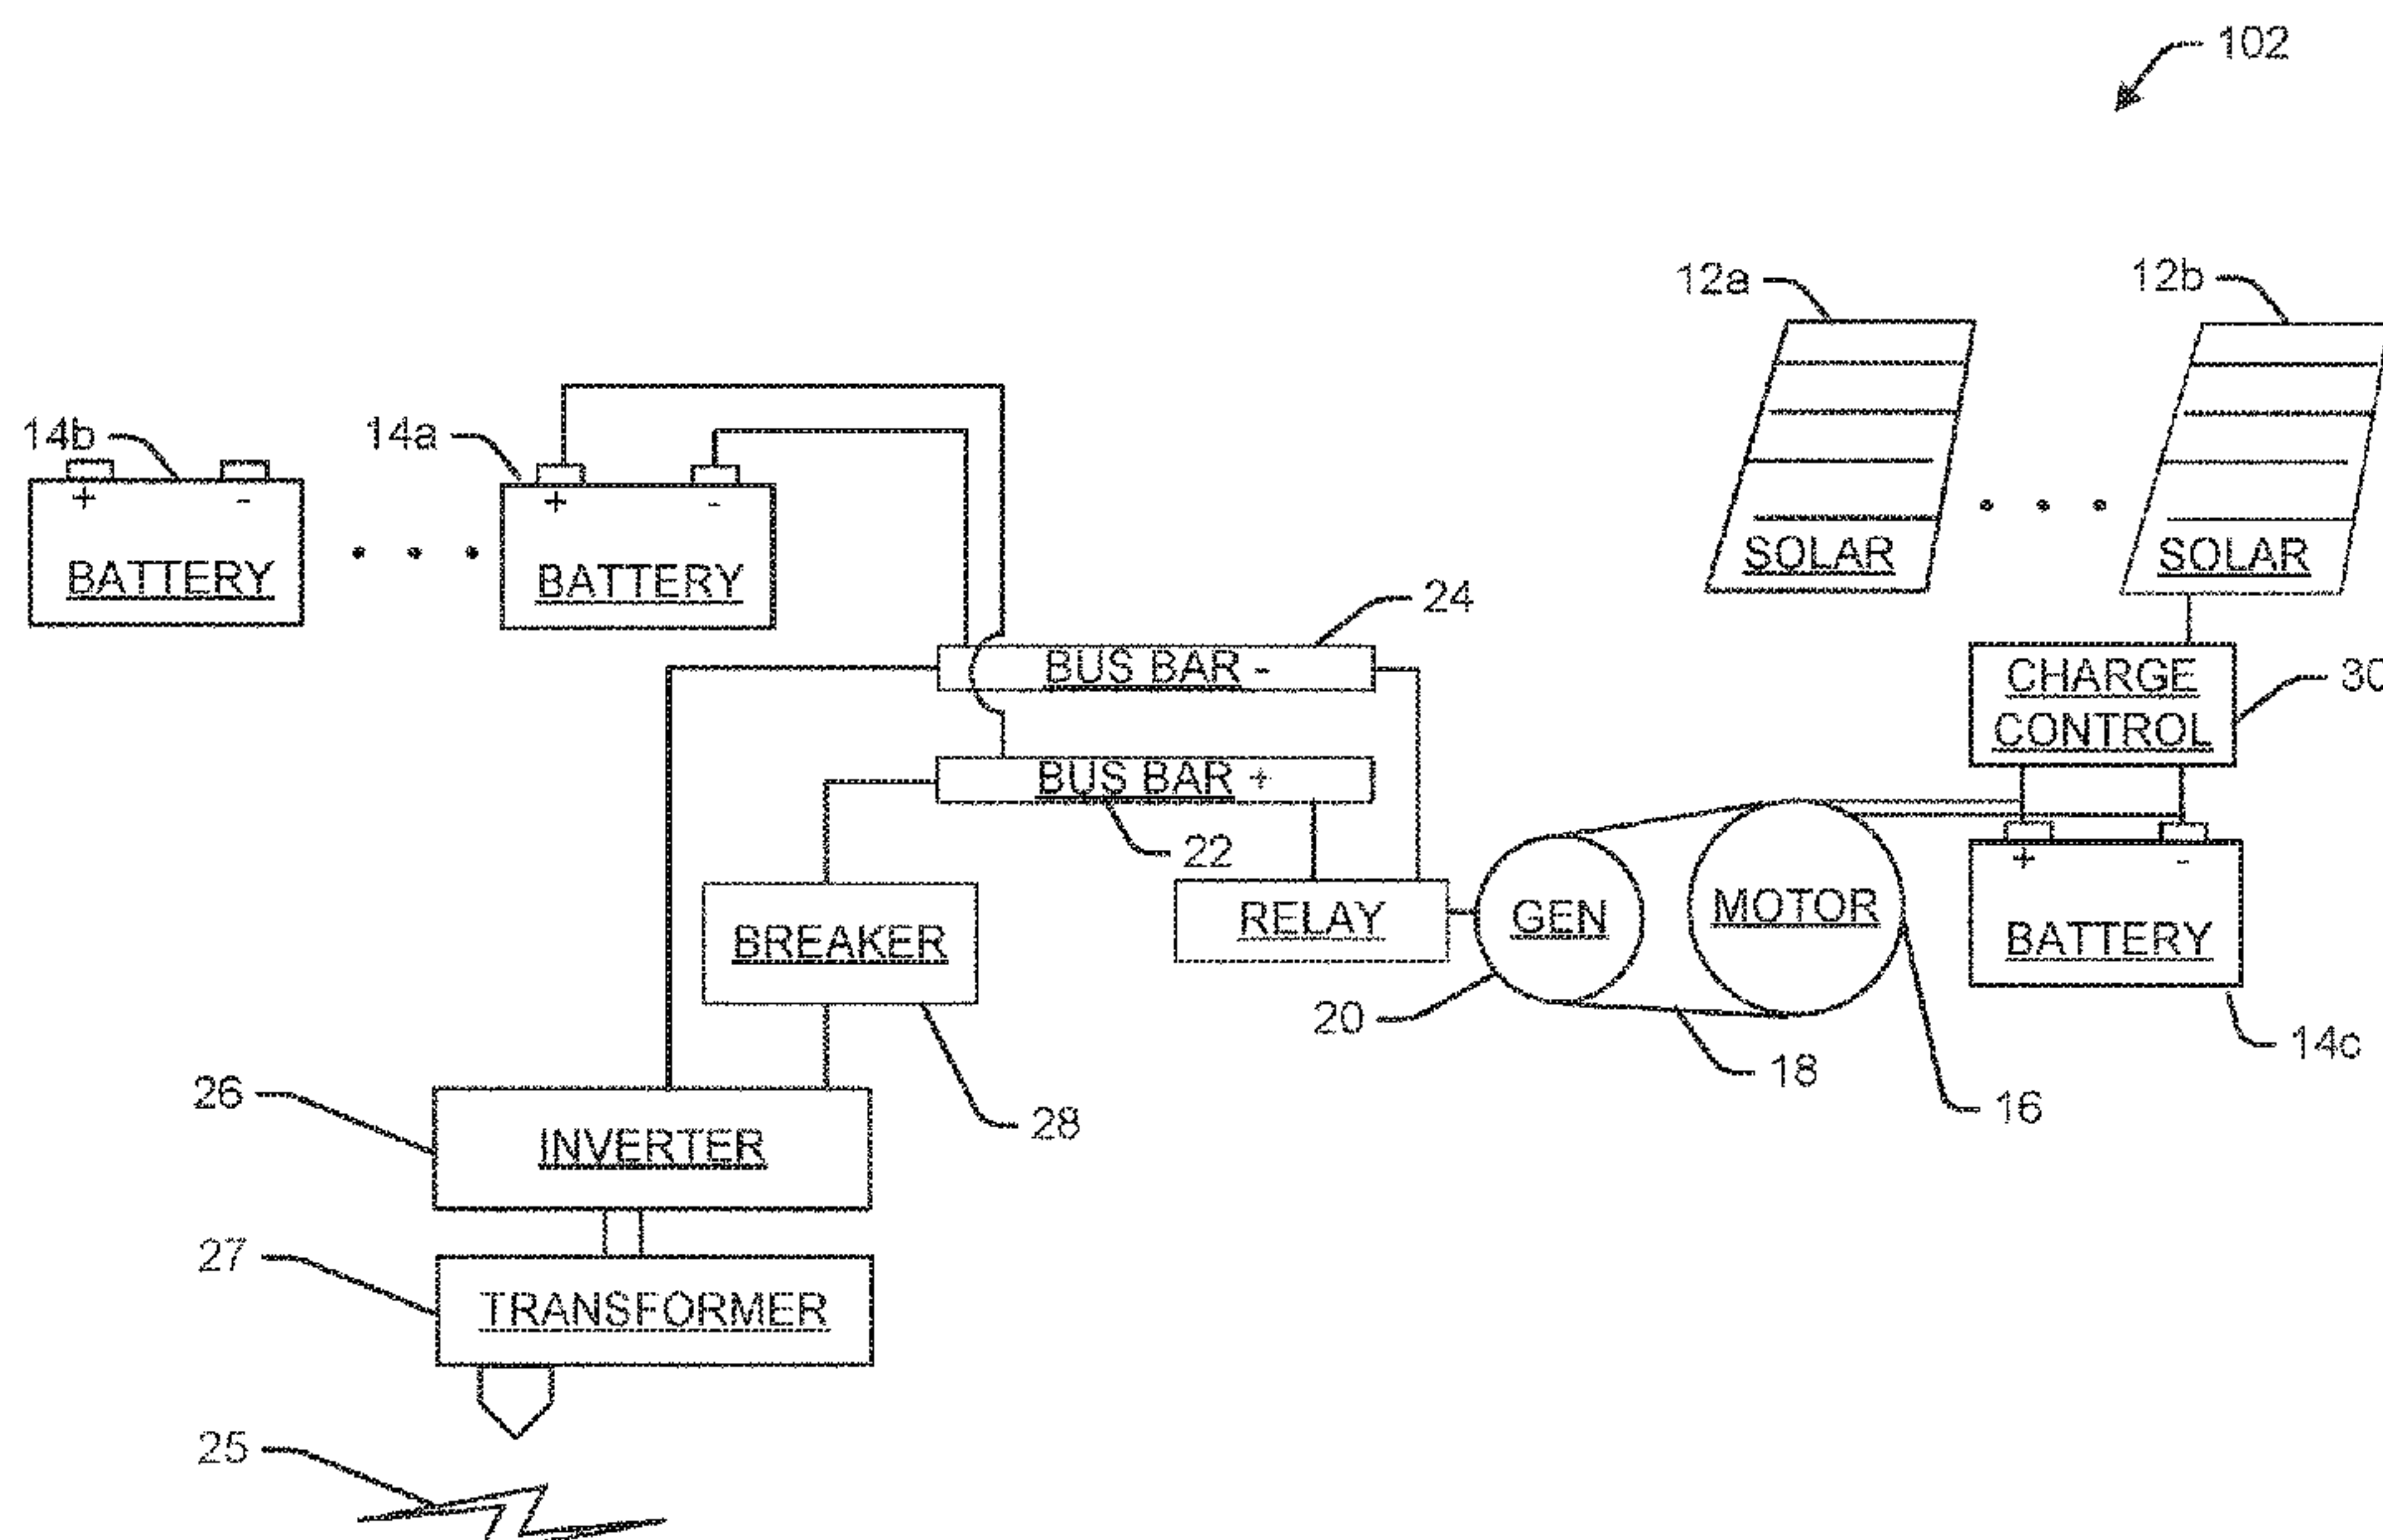 102
12a
12b
14b
14a
+ -
BATTERY
+ -
BATTERY
SOLAR
SOLAR
24
BUS BAR -
CHARGE
CONTROL
30
BUS BAR +
22
RELAY
GEN
MOTOR
+ -
BATTERY
BREAKER
20
18
16
14c
26
28
INVERTER
27
TRANSFORMER
25